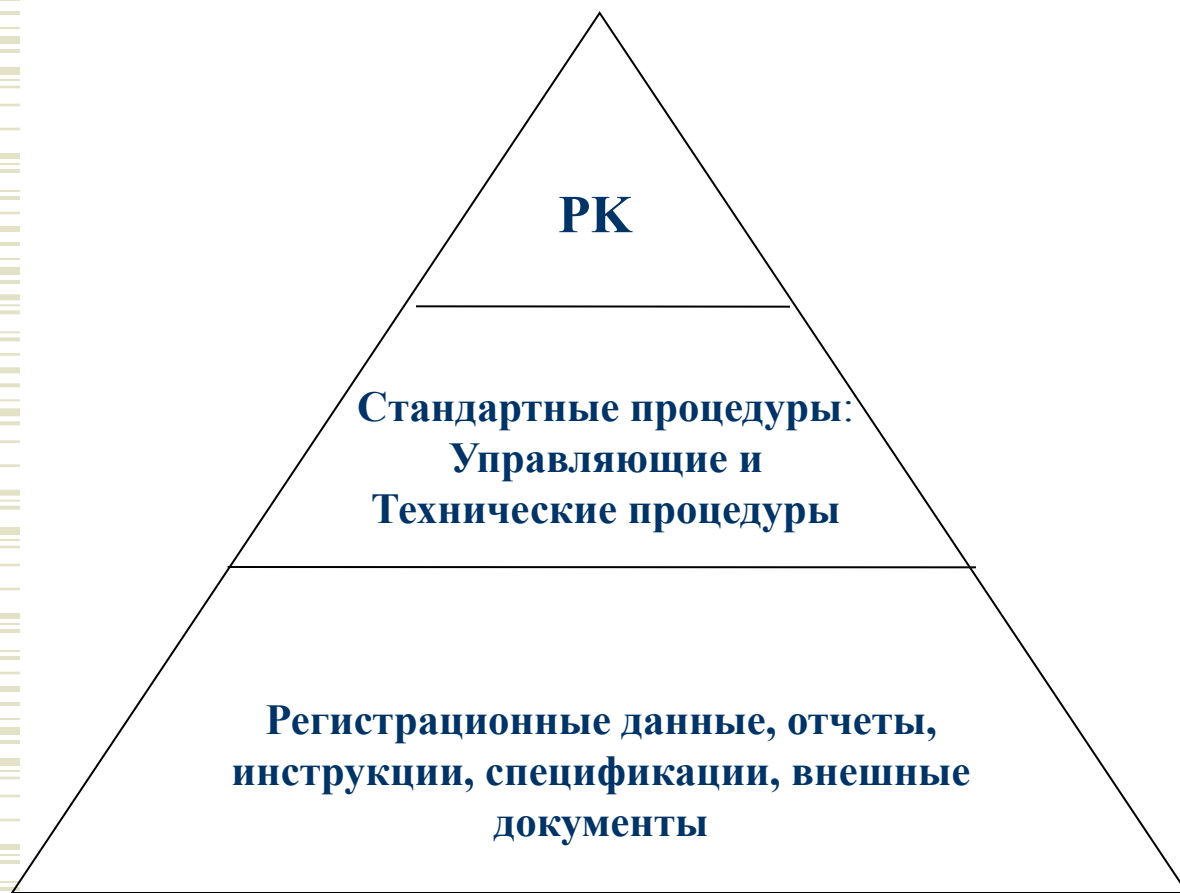 РК
Стандартные процедуры:
Управляющие и
Технические процедуры
Регистрационные данные, отчеты,
инструкции, спецификации, внешные
документы